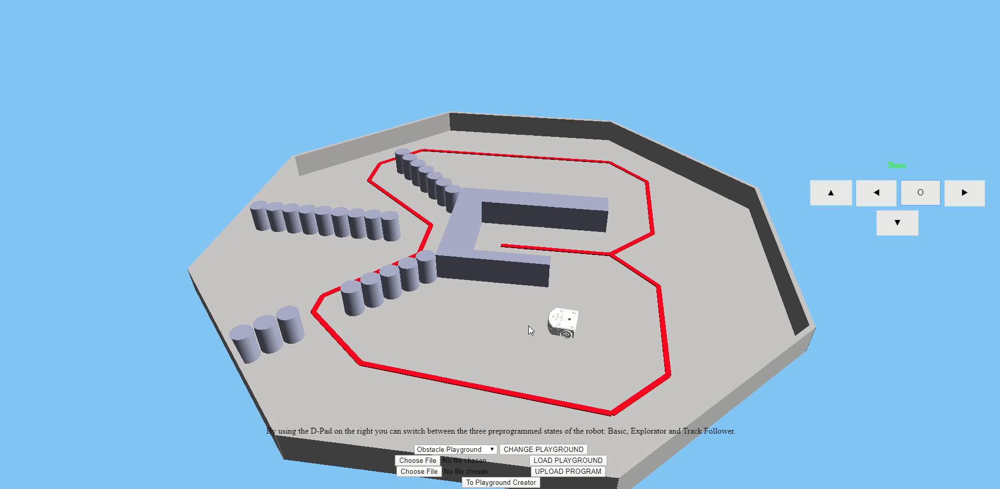 Basic
▲ ◀ O ▶
▼
By using the D-Pad on the right you can switch between the three preprogrammed states of the robot: Basic, Explorator and Track Follower.
Obstacle Playground ▼ CHANGE PLAYGROUND
Choose File No file chosen LOAD PLAYGROUND
Choose File No file chosen UPLOAD PROGRAM
To Playground Creator